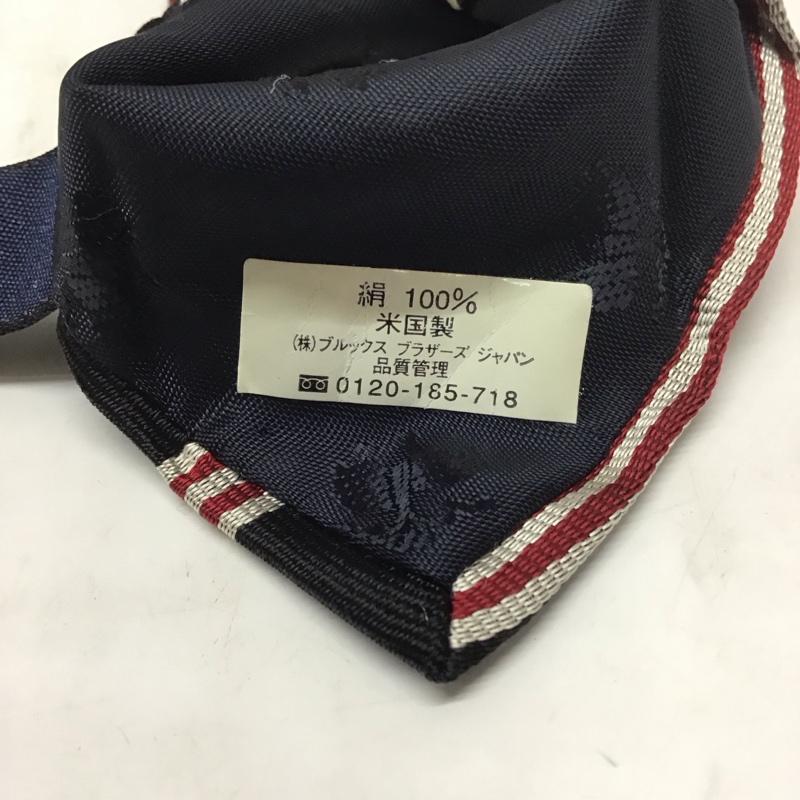 絹 100%
米国製
(株)ブルックス ブラザーズ ジャパン
品質管理
0120-185-718